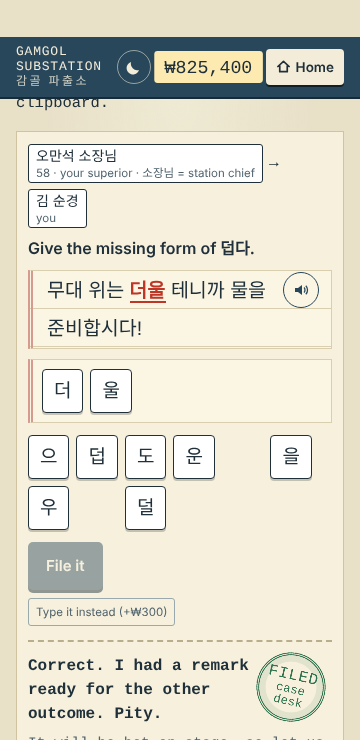 GAMGOL
SUBSTATION
감골 파출소
₩825,400
Home
clipboard.
오만석 소장님 →
58 · your superior · 소장님 = station chief
김 순경
you
Give the missing form of 덥다.
무대 위는 더울 테니까 물을
준비합시다!
더 울
으 덥 도 운 을
우 덜
File it
Type it instead (+₩300)
Correct. I had a remark
ready for the other
outcome. Pity.
FILED
case
desk